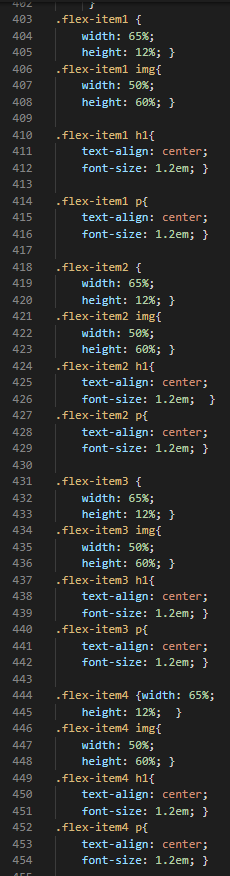 402 }
403 .flex-item1 {
404 width: 65%;
405 height: 12%; }
406 .flex-item1 img{
407 width: 50%;
408 height: 60%; }
409
410 .flex-item1 h1{
411 text-align: center;
412 font-size: 1.2em; }
413
414 .flex-item1 p{
415 text-align: center;
416 font-size: 1.2em; }
417
418 .flex-item2 {
419 width: 65%;
420 height: 12%; }
421 .flex-item2 img{
422 width: 50%;
423 height: 60%; }
424 .flex-item2 h1{
425 text-align: center;
426 font-size: 1.2em;  }
427 .flex-item2 p{
428 text-align: center;
429 font-size: 1.2em; }
430
431 .flex-item3 {
432 width: 65%;
433 height: 12%; }
434 .flex-item3 img{
435 width: 50%;
436 height: 60%; }
437 .flex-item3 h1{
438 text-align: center;
439 font-size: 1.2em; }
440 .flex-item3 p{
441 text-align: center;
442 font-size: 1.2em; }
443
444 .flex-item4 {width: 65%;
445 height: 12%;  }
446 .flex-item4 img{
447 width: 50%;
448 height: 60%; }
449 .flex-item4 h1{
450 text-align: center;
451 font-size: 1.2em; }
452 .flex-item4 p{
453 text-align: center;
454 font-size: 1.2em; }